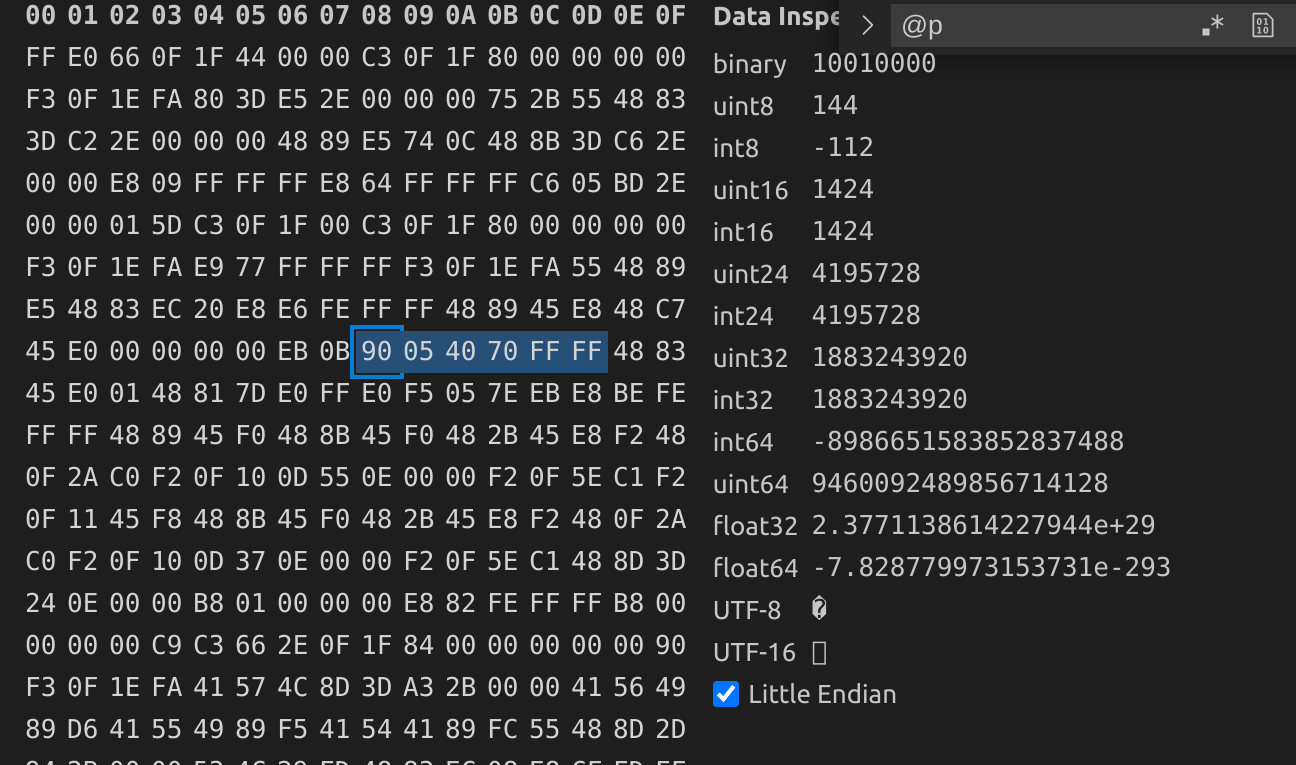 00 01 02 03 04 05 06 07 08 09 0A 0B 0C 0D 0E 0F
FF E0 66 0F 1F 44 00 00 C3 0F 1F 80 00 00 00 00
F3 0F 1E FA 80 3D E5 2E 00 00 00 75 2B 55 48 83
3D C2 2E 00 00 00 48 89 E5 74 0C 48 8B 3D C6 2E
00 00 E8 09 FF FF FF E8 64 FF FF FF C6 05 BD 2E
00 00 01 5D C3 0F 1F 00 C3 0F 1F 80 00 00 00 00
F3 0F 1E FA E9 77 FF FF FF F3 0F 1E FA 55 48 89
E5 48 83 EC 20 E8 E6 FE FF FF 48 89 45 E8 48 C7
45 E0 00 00 00 00 EB 0B 90 05 40 70 FF FF 48 83
45 E0 01 48 81 7D E0 FF E0 F5 05 7E EB E8 BE FE
FF FF 48 89 45 F0 48 8B 45 F0 48 2B 45 E8 F2 48
0F 2A C0 F2 0F 10 0D 55 0E 00 00 F2 0F 5E C1 F2
0F 11 45 F8 48 8B 45 F0 48 2B 45 E8 F2 48 0F 2A
C0 F2 0F 10 0D 37 0E 00 00 F2 0F 5E C1 48 8D 3D
24 0E 00 00 B8 01 00 00 00 E8 82 FE FF FF B8 00
00 00 00 C9 C3 66 2E 0F 1F 84 00 00 00 00 00 90
F3 0F 1E FA 41 57 4C 8D 3D A3 2B 00 00 41 56 49
89 D6 41 55 49 89 F5 41 54 41 89 FC 55 48 8D 2D
Data Inspe
@p
.*
binary 10010000
uint8 144
int8 -112
uint16 1424
int16 1424
uint24 4195728
int24 4195728
uint32 1883243920
int32 1883243920
int64 -8986651583852837488
uint64 9460092489856714128
float32 2.3771138614227944e+29
float64 -7.828779973153731e-293
UTF-8 �
UTF-16
Little Endian